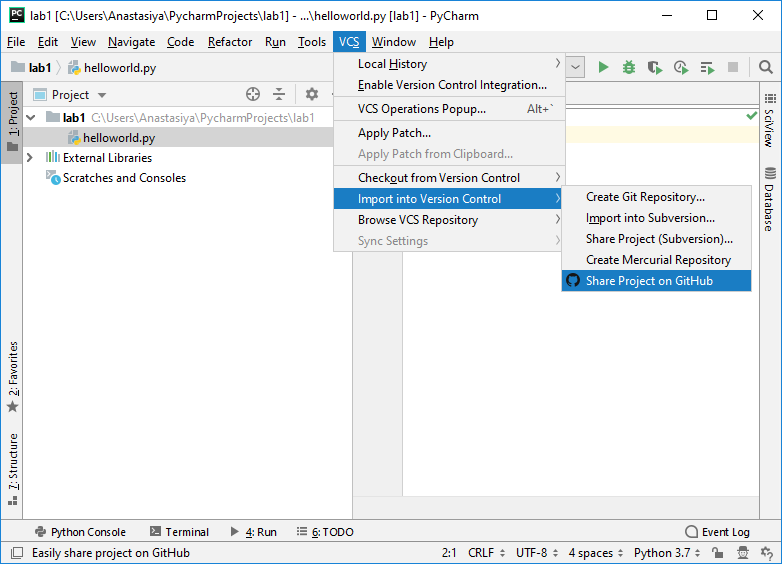 lab1 [C:\Users\Anastasiya\PycharmProjects\lab1] - ...\helloworld.py [lab1] - PyCharm
File Edit View Navigate Code Refactor Run Tools VCS Window Help
lab1 helloworld.py
Project
lab1 C:\Users\Anastasiya\PycharmProjects\lab1
helloworld.py
External Libraries
Scratches and Consoles
1: Project
2: Favorites
7: Structure
Local History
Enable Version Control Integration...
VCS Operations Popup... Alt+`
Apply Patch...
Apply Patch from Clipboard...
Checkout from Version Control
Import into Version Control
Browse VCS Repository
Sync Settings
Create Git Repository...
Import into Subversion...
Share Project (Subversion)...
Create Mercurial Repository
Share Project on GitHub
SciView
Database
Python Console Terminal 4: Run 6: TODO Event Log
Easily share project on GitHub 2:1 CRLF UTF-8 4 spaces Python 3.7